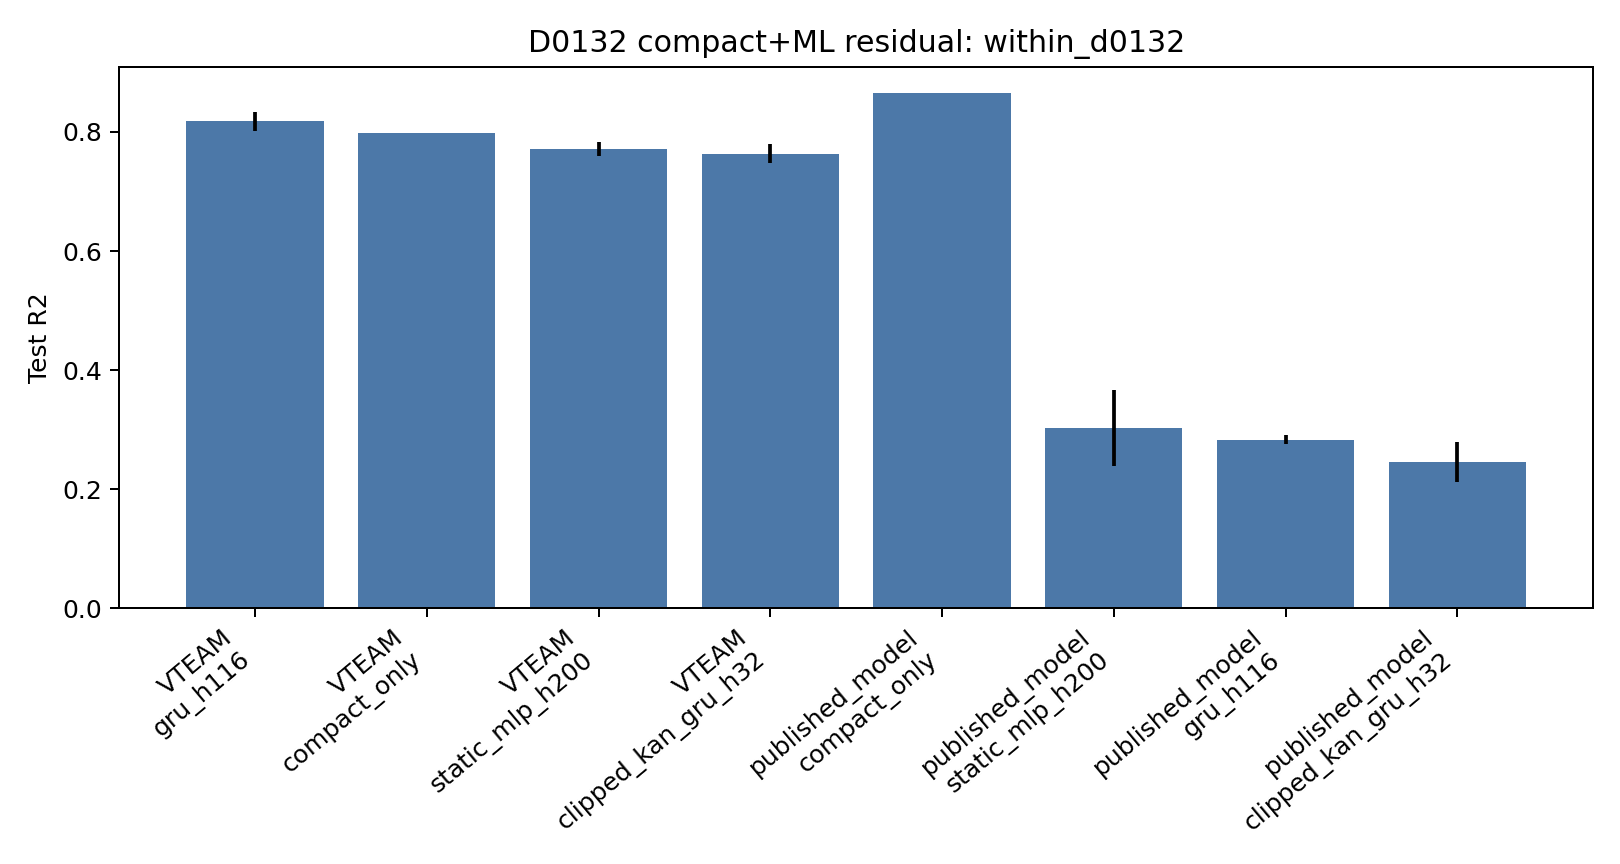 D0132 compact+ML residual: within_d0132
Test R2
0.8
0.6
0.4
0.2
0.0
VTEAM
gru_h116
VTEAM
compact_only
VTEAM
static_mlp_h200
VTEAM
clipped_kan_gru_h32
published_model
compact_only
published_model
static_mlp_h200
published_model
gru_h116
published_model
clipped_kan_gru_h32